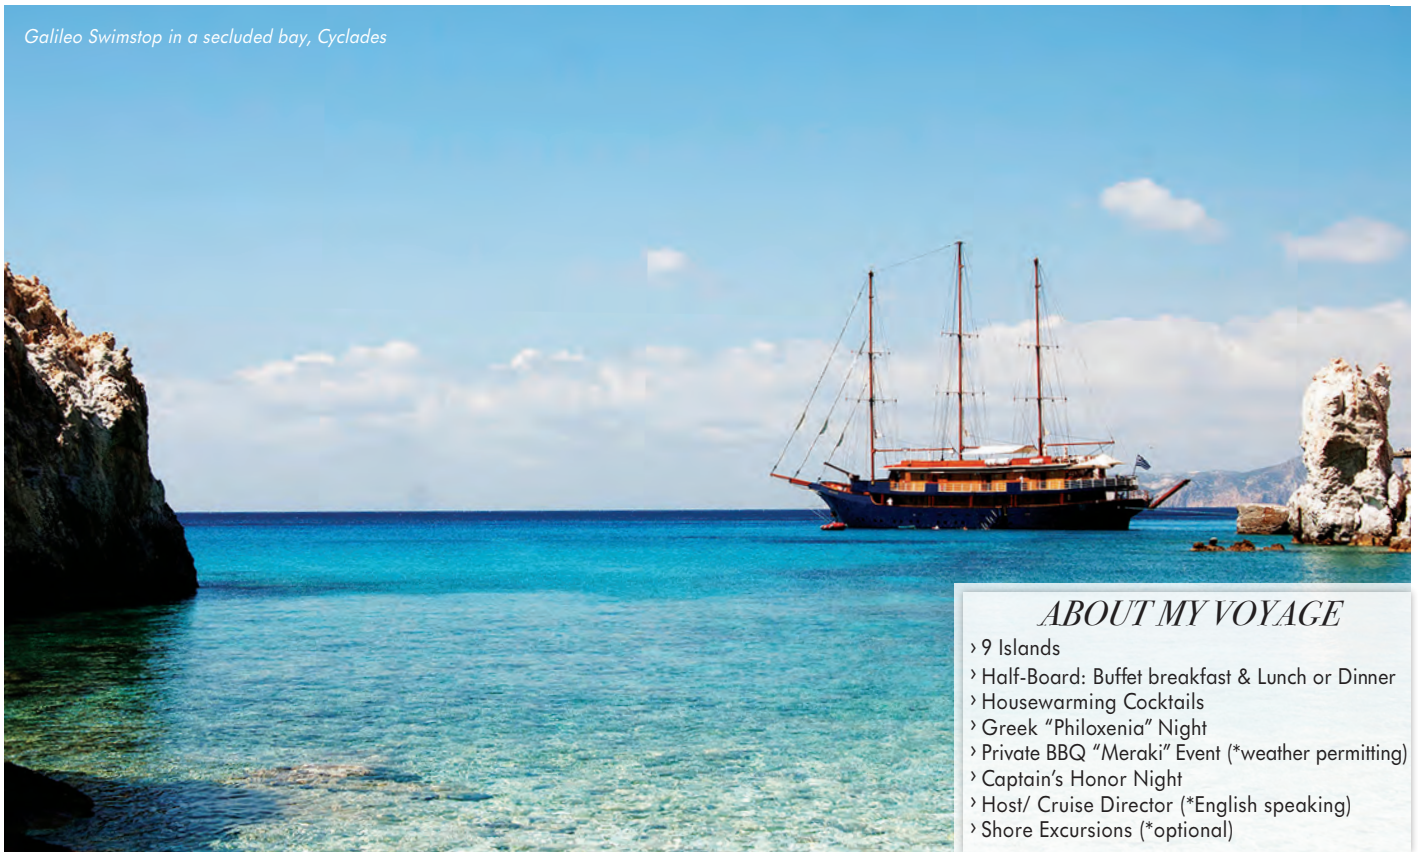 Galileo Swimstop in a secluded bay, Cyclades
ABOUT MY VOYAGE
› 9 Islands
› Half-Board: Buffet breakfast & Lunch or Dinner
› Housewarming Cocktails
› Greek “Philoxenia” Night
› Private BBQ “Meraki” Event (*weather permitting)
› Captain’s Honor Night
› Host/ Cruise Director (*English speaking)
› Shore Excursions (*optional)